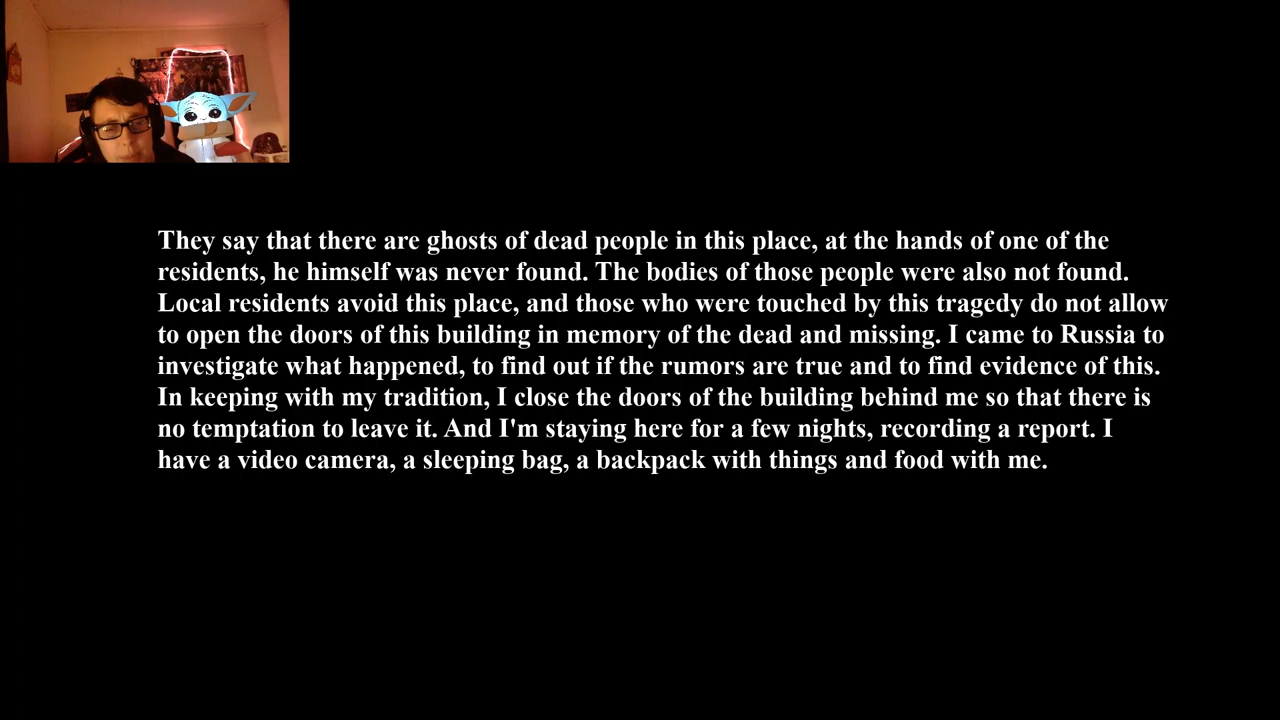 They say that there are ghosts of dead people in this place, at the hands of one of the
residents, he himself was never found. The bodies of those people were also not found.
Local residents avoid this place, and those who were touched by this tragedy do not allow
to open the doors of this building in memory of the dead and missing. I came to Russia to
investigate what happened, to find out if the rumors are true and to find evidence of this.
In keeping with my tradition, I close the doors of the building behind me so that there is
no temptation to leave it. And I'm staying here for a few nights, recording a report. I
have a video camera, a sleeping bag, a backpack with things and food with me.